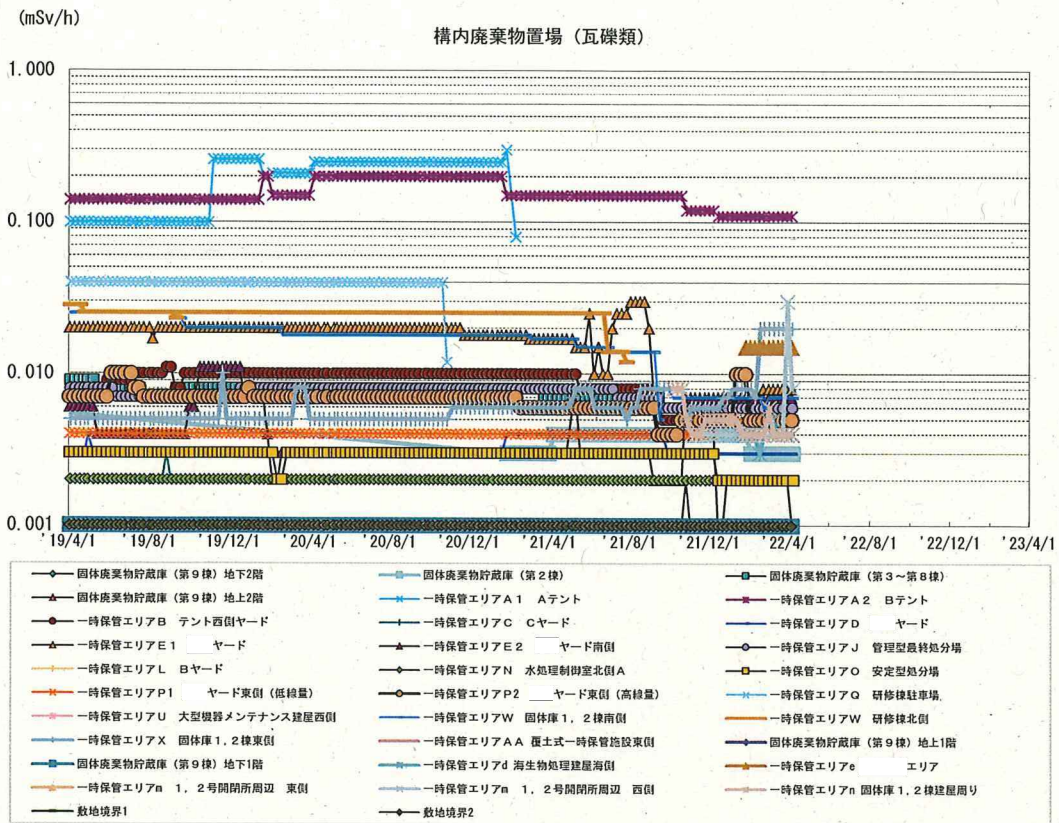 (mSv/h)
構内廃棄物置場（瓦礫類）
1.000
0.100
0.010
0.001
'19/4/1 '19/8/1 '19/12/1 '20/4/1 '20/8/1 '20/12/1 '21/4/1 '21/8/1 '21/12/1 '22/4/1 '22/8/1 '22/12/1 '23/4/1
固体廃棄物貯蔵庫（第９棟）地下2階 固体廃棄物貯蔵庫（第２棟） 固体廃棄物貯蔵庫（第３～第８棟）
固体廃棄物貯蔵庫（第９棟）地上2階 一時保管エリアＡ１ Ａテント 一時保管エリアＡ２ Ｂテント
一時保管エリアＢ テント西側ヤード 一時保管エリアＣ Ｃヤード 一時保管エリアＤ ヤード
一時保管エリアＥ１ ヤード 一時保管エリアＥ２ ヤード南側 一時保管エリアＪ 管理型最終処分場
一時保管エリアＬ Ｂヤード 一時保管エリアＮ 水処理制御室北側A 一時保管エリアＯ 安定型処分場
一時保管エリアＰ１ ヤード東側（低線量） 一時保管エリアP２ ヤード東側（高線量） 一時保管エリアＱ 研修棟駐車場
一時保管エリアＵ 大型機器メンテナンス建屋西側 一時保管エリアＷ 固体庫１,２棟南側 一時保管エリアＷ 研修棟北側
一時保管エリアＸ 固体庫１,２棟東側 一時保管エリアＡＡ 覆土式一時保管施設東側 固体廃棄物貯蔵庫（第９棟）地上1階
固体廃棄物貯蔵庫（第９棟）地下1階 一時保管エリアｄ 海生物処理建屋海側 一時保管エリアｅ エリア
一時保管エリアｍ １，２号開閉所周辺 東側 一時保管エリアｍ １，２号開閉所周辺 西側 一時保管エリアｎ 固体庫１,２棟建屋周り
敷地境界1 敷地境界2